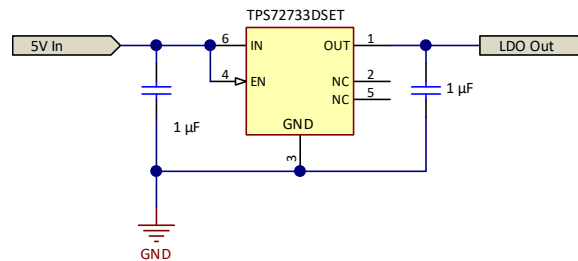 TPS72733DSET
5V In
6
IN
OUT
1
LDO Out
4
EN
NC
2
NC
5
1 µF
1 µF
GND
3
GND